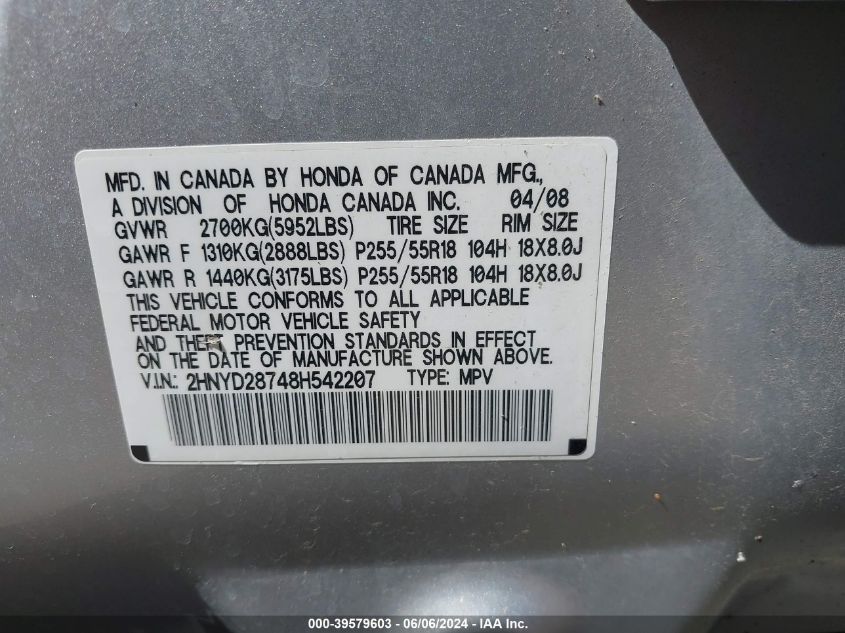 MFD. IN CANADA BY HONDA OF CANADA MFG.,
A DIVISION OF HONDA CANADA INC. 04/08
GVWR 2700KG(5952LBS) TIRE SIZE RIM SIZE
GAWR F 1310KG(2888LBS) P255/55R18 104H 18X8.0J
GAWR R 1440KG(3175LBS) P255/55R18 104H 18X8.0J
THIS VEHICLE CONFORMS TO ALL APPLICABLE
FEDERAL MOTOR VEHICLE SAFETY
AND THEFT PREVENTION STANDARDS IN EFFECT
ON THE DATE OF MANUFACTURE SHOWN ABOVE.
V.I.N.: 2HNYD28748H542207 TYPE: MPV
000-39579603 - 06/06/2024 - IAA Inc.